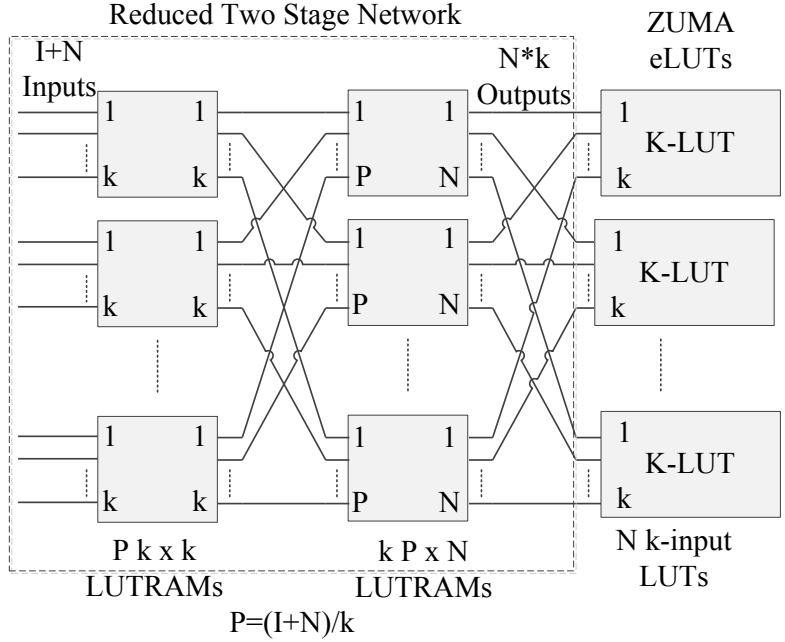 Reduced Two Stage Network
I+N
Inputs
N*k
Outputs
ZUMA
eLUTs
1 1
k k
1
P N
1
1
K-LUT
k
1 1
k k
1 1
P N
1
K-LUT
k
1 1
k k
1 1
P N
1
K-LUT
k
P k x k
LUTRAMs
k P x N
LUTRAMs
N k-input
LUTs
P=(I+N)/k